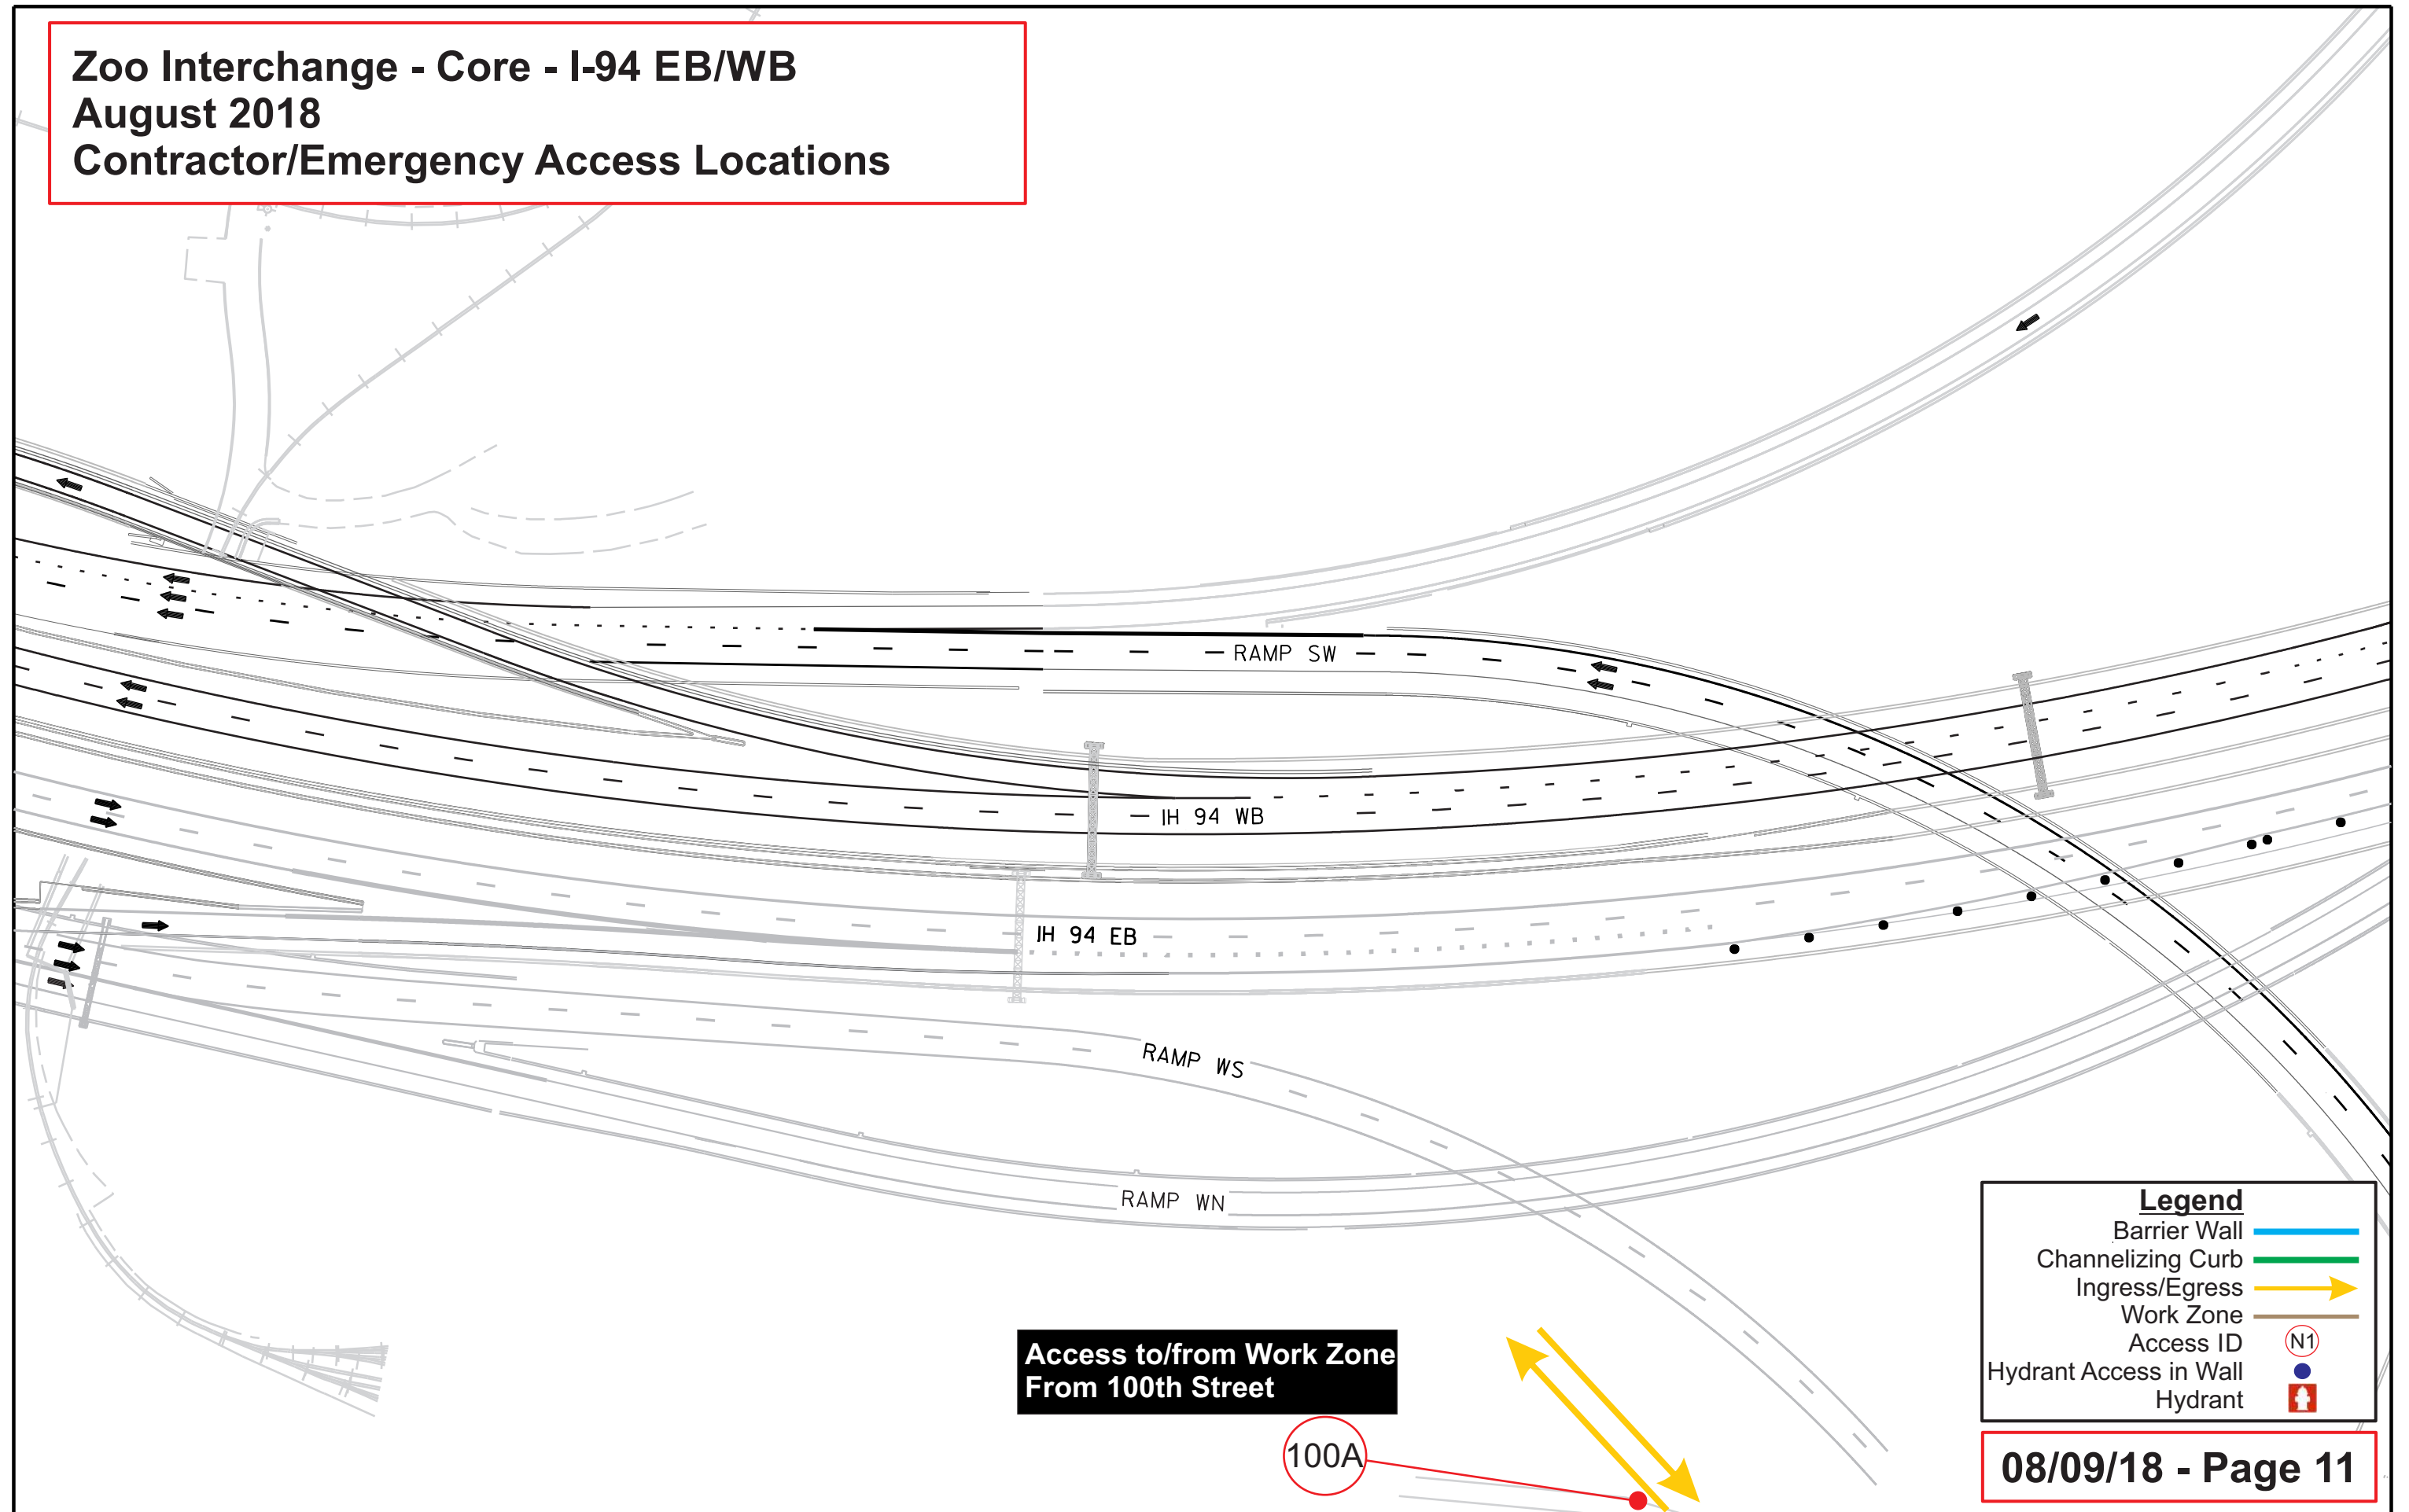 Zoo Interchange - Core - I-94 EB/WB
August 2018
Contractor/Emergency Access Locations
RAMP SW
IH 94 WB
IH 94 EB
RAMP WS
RAMP WN
Access to/from Work Zone
From 100th Street
100A
Legend
Barrier Wall
Channelizing Curb
Ingress/Egress
Work Zone
Access ID N1
Hydrant Access in Wall
Hydrant
08/09/18 - Page 11